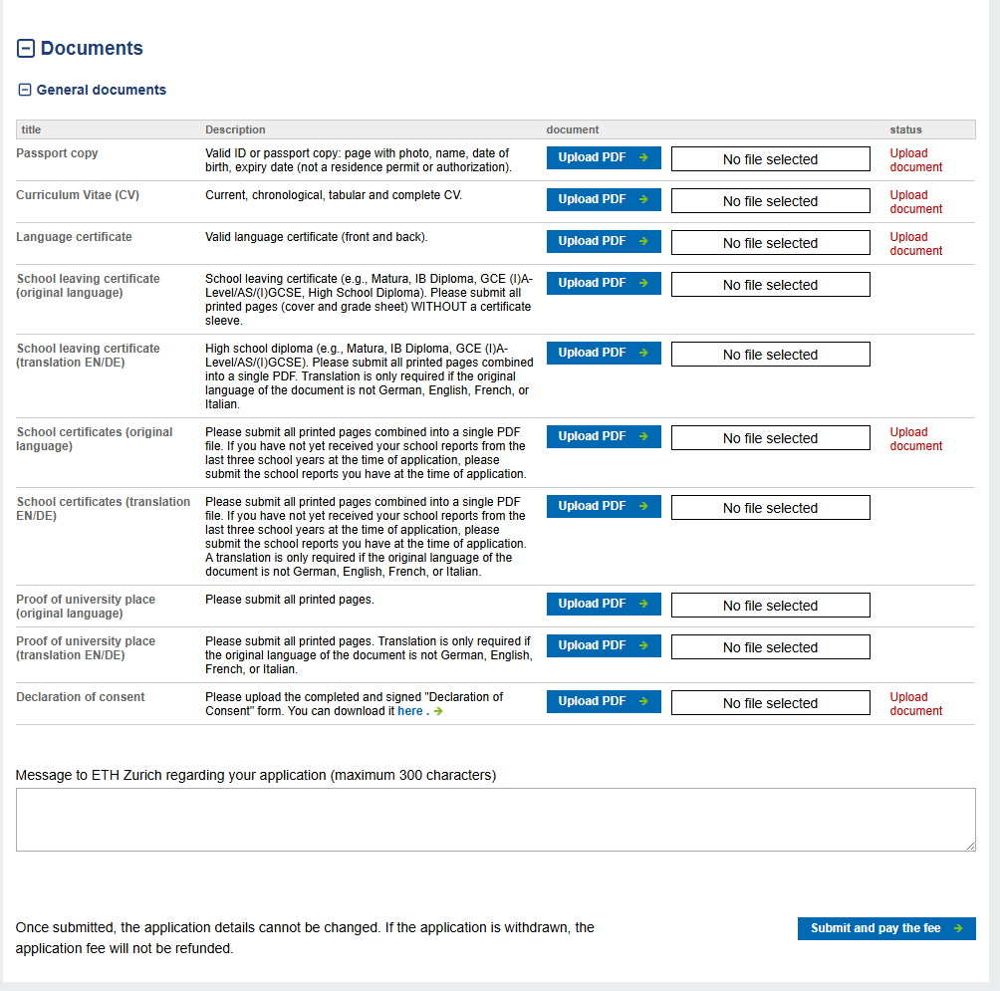 Documents
General documents
title Description document status
Passport copy
Valid ID or passport copy: page with photo, name, date of
birth, expiry date (not a residence permit or authorization).
Upload PDF
No file selected
Upload
document
Curriculum Vitae (CV)
Current, chronological, tabular and complete CV.
Upload PDF
No file selected
Upload
document
Language certificate
Valid language certificate (front and back).
Upload PDF
No file selected
Upload
document
School leaving certificate
(original language)
School leaving certificate (e.g., Matura, IB Diploma, GCE (I)A-
Level/AS/(I)GCSE, High School Diploma). Please submit all
printed pages (cover and grade sheet) WITHOUT a certificate
sleeve.
Upload PDF
No file selected
School leaving certificate
(translation EN/DE)
High school diploma (e.g., Matura, IB Diploma, GCE (I)A-
Level/AS/(I)GCSE). Please submit all printed pages combined
into a single PDF. Translation is only required if the original
language of the document is not German, English, French, or
Italian.
Upload PDF
No file selected
School certificates (original
language)
Please submit all printed pages combined into a single PDF
file. If you have not yet received your school reports from the
last three school years at the time of application, please
submit the school reports you have at the time of application.
Upload PDF
No file selected
Upload
document
School certificates (translation
EN/DE)
Please submit all printed pages combined into a single PDF
file. If you have not yet received your school reports from the
last three school years at the time of application, please
submit the school reports you have at the time of application.
A translation is only required if the original language of the
document is not German, English, French, or Italian.
Upload PDF
No file selected
Proof of university place
(original language)
Please submit all printed pages.
Upload PDF
No file selected
Proof of university place
(translation EN/DE)
Please submit all printed pages. Translation is only required if
the original language of the document is not German, English,
French, or Italian.
Upload PDF
No file selected
Declaration of consent
Please upload the completed and signed "Declaration of
Consent" form. You can download it here .
Upload PDF
No file selected
Upload
document
Message to ETH Zurich regarding your application (maximum 300 characters)
Once submitted, the application details cannot be changed. If the application is withdrawn, the
application fee will not be refunded.
Submit and pay the fee